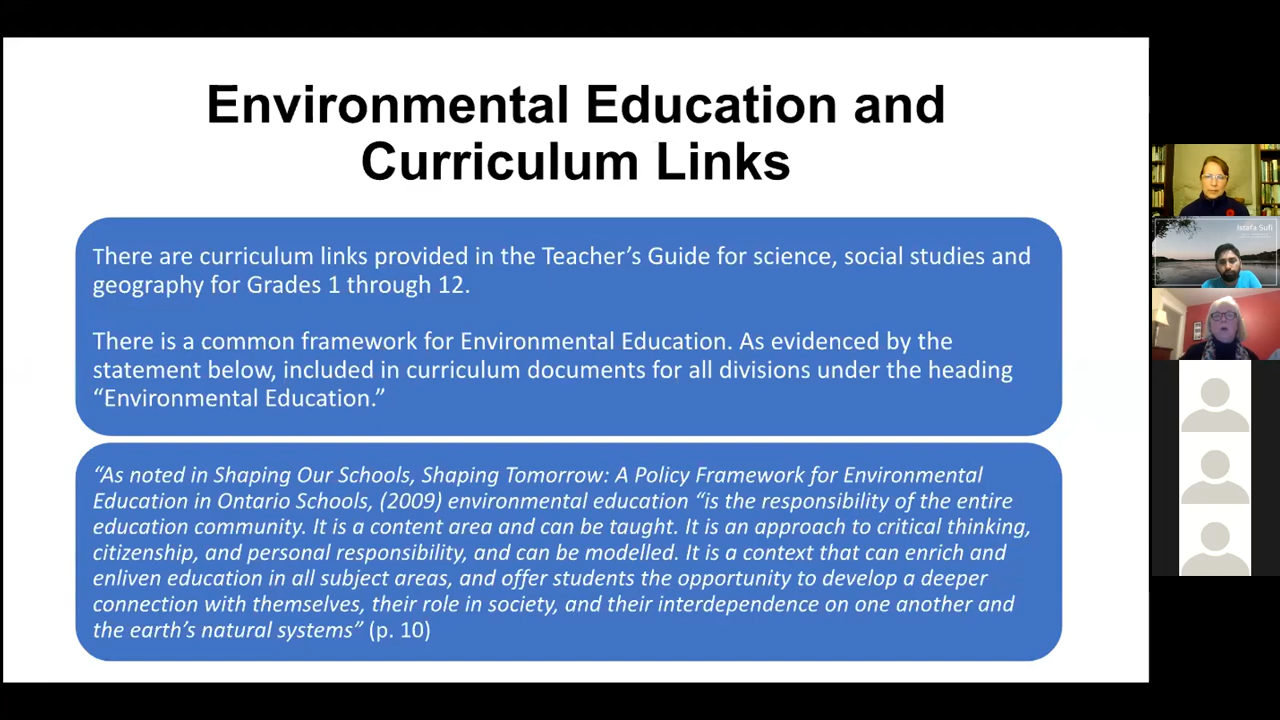 Environmental Education and
Curriculum Links
There are curriculum links provided in the Teacher’s Guide for science, social studies and
geography for Grades 1 through 12.
There is a common framework for Environmental Education. As evidenced by the
statement below, included in curriculum documents for all divisions under the heading
“Environmental Education.”
“As noted in Shaping Our Schools, Shaping Tomorrow: A Policy Framework for Environmental
Education in Ontario Schools, (2009) environmental education “is the responsibility of the entire
education community. It is a content area and can be taught. It is an approach to critical thinking,
citizenship, and personal responsibility, and can be modelled. It is a context that can enrich and
enliven education in all subject areas, and offer students the opportunity to develop a deeper
connection with themselves, their role in society, and their interdependence on one another and
the earth’s natural systems” (p. 10)
Istafa Sufi